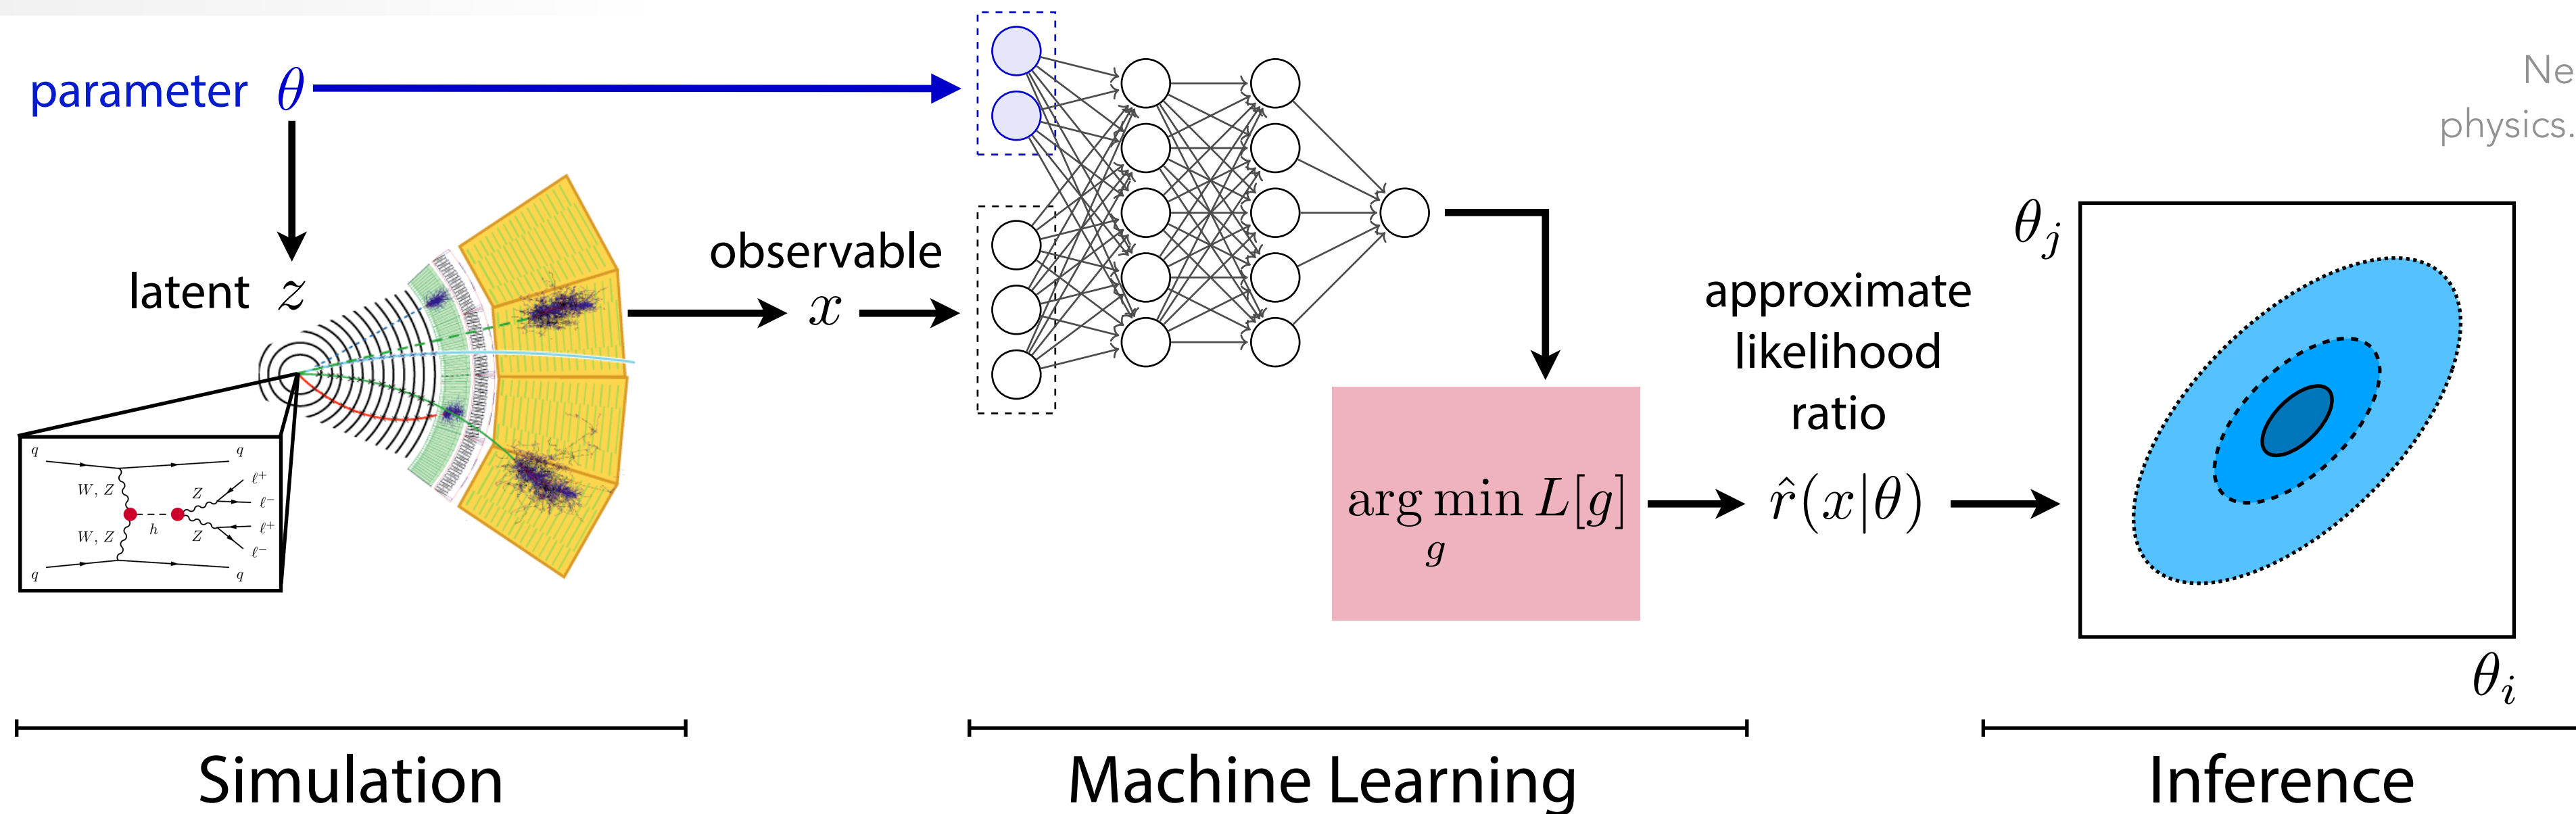 parameter θ
latent z
observable
x
q
q
W, Z
Z
ℓ+
ℓ−
h
W, Z
Z
ℓ+
ℓ−
q
q
arg min L[g]
g
approximate
likelihood
ratio
r̂(x|θ)
Ne
physics.
θj
θi
Simulation
Machine Learning
Inference